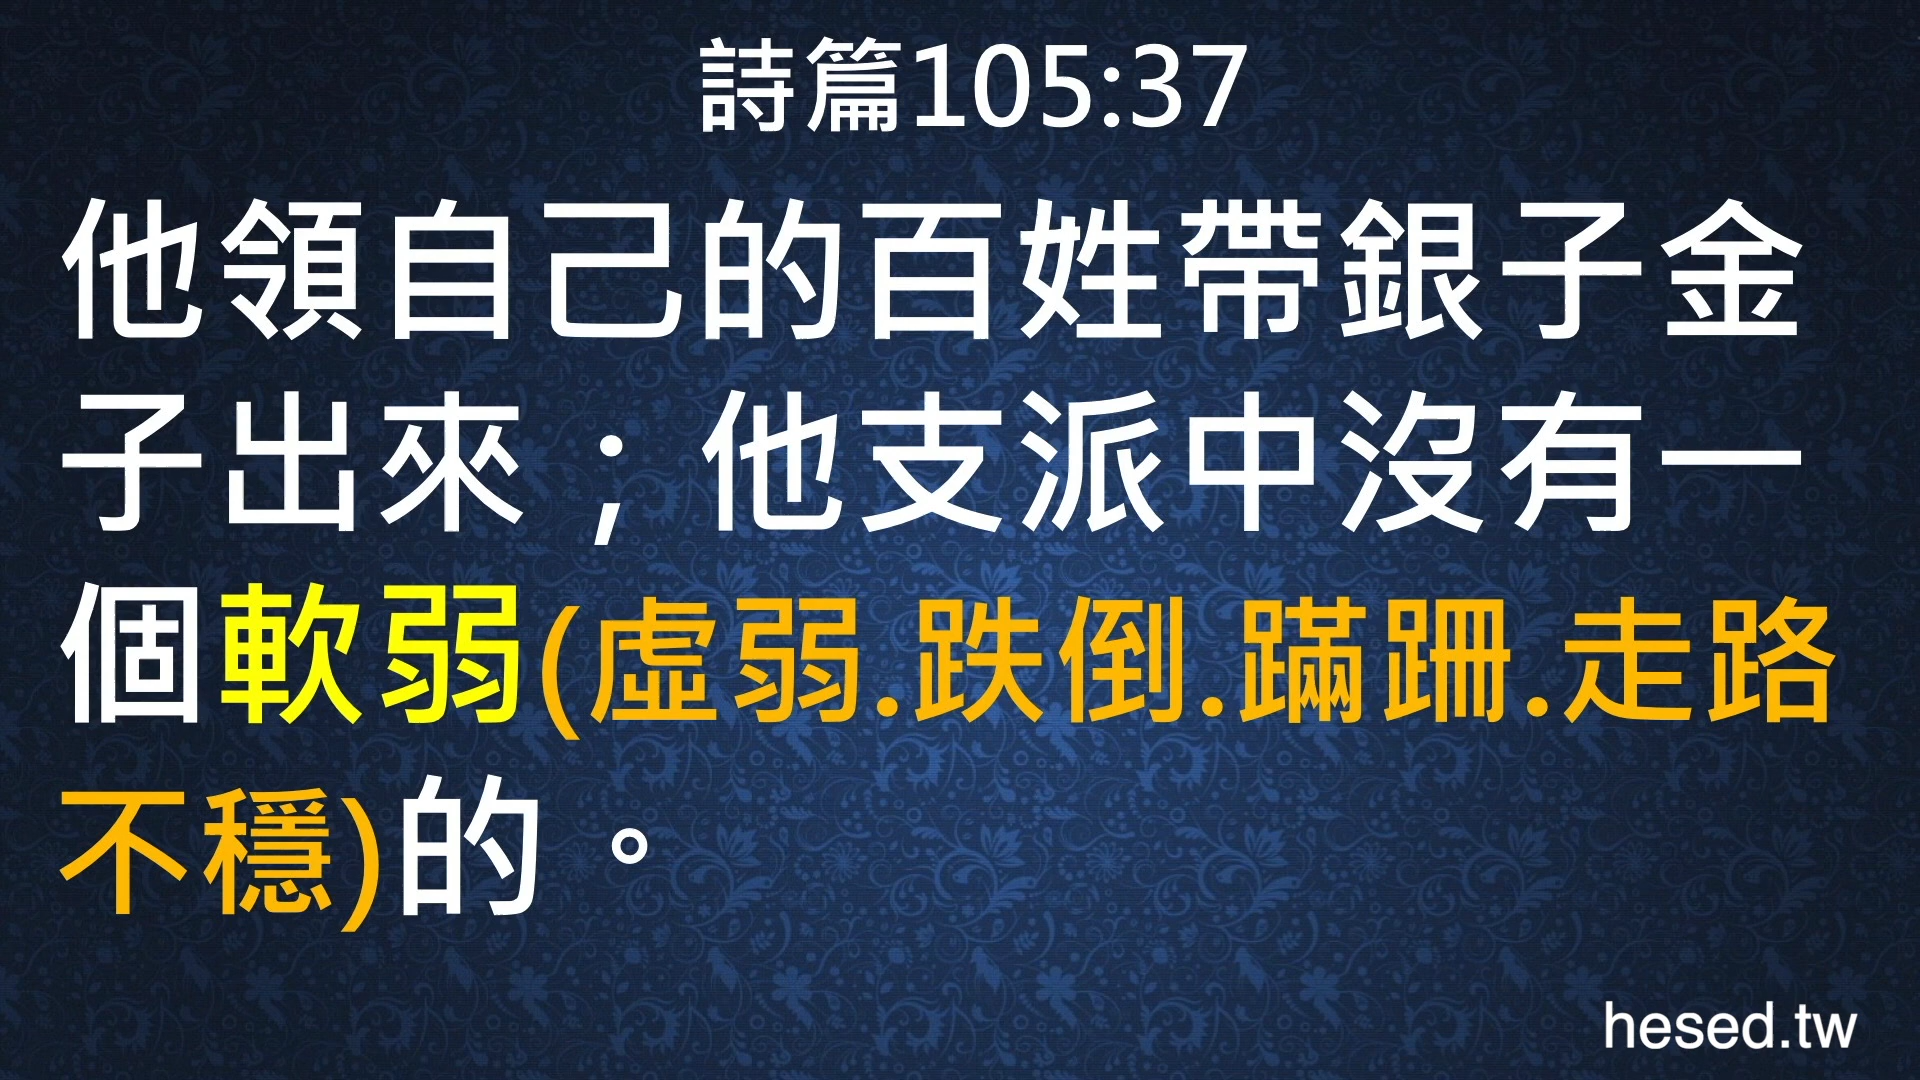 詩篇105:37
他領自己的百姓帶銀子金
子出來；他支派中沒有一
個軟弱(虛弱.跌倒.蹣跚.走路
不穩)的。
hesed.tw